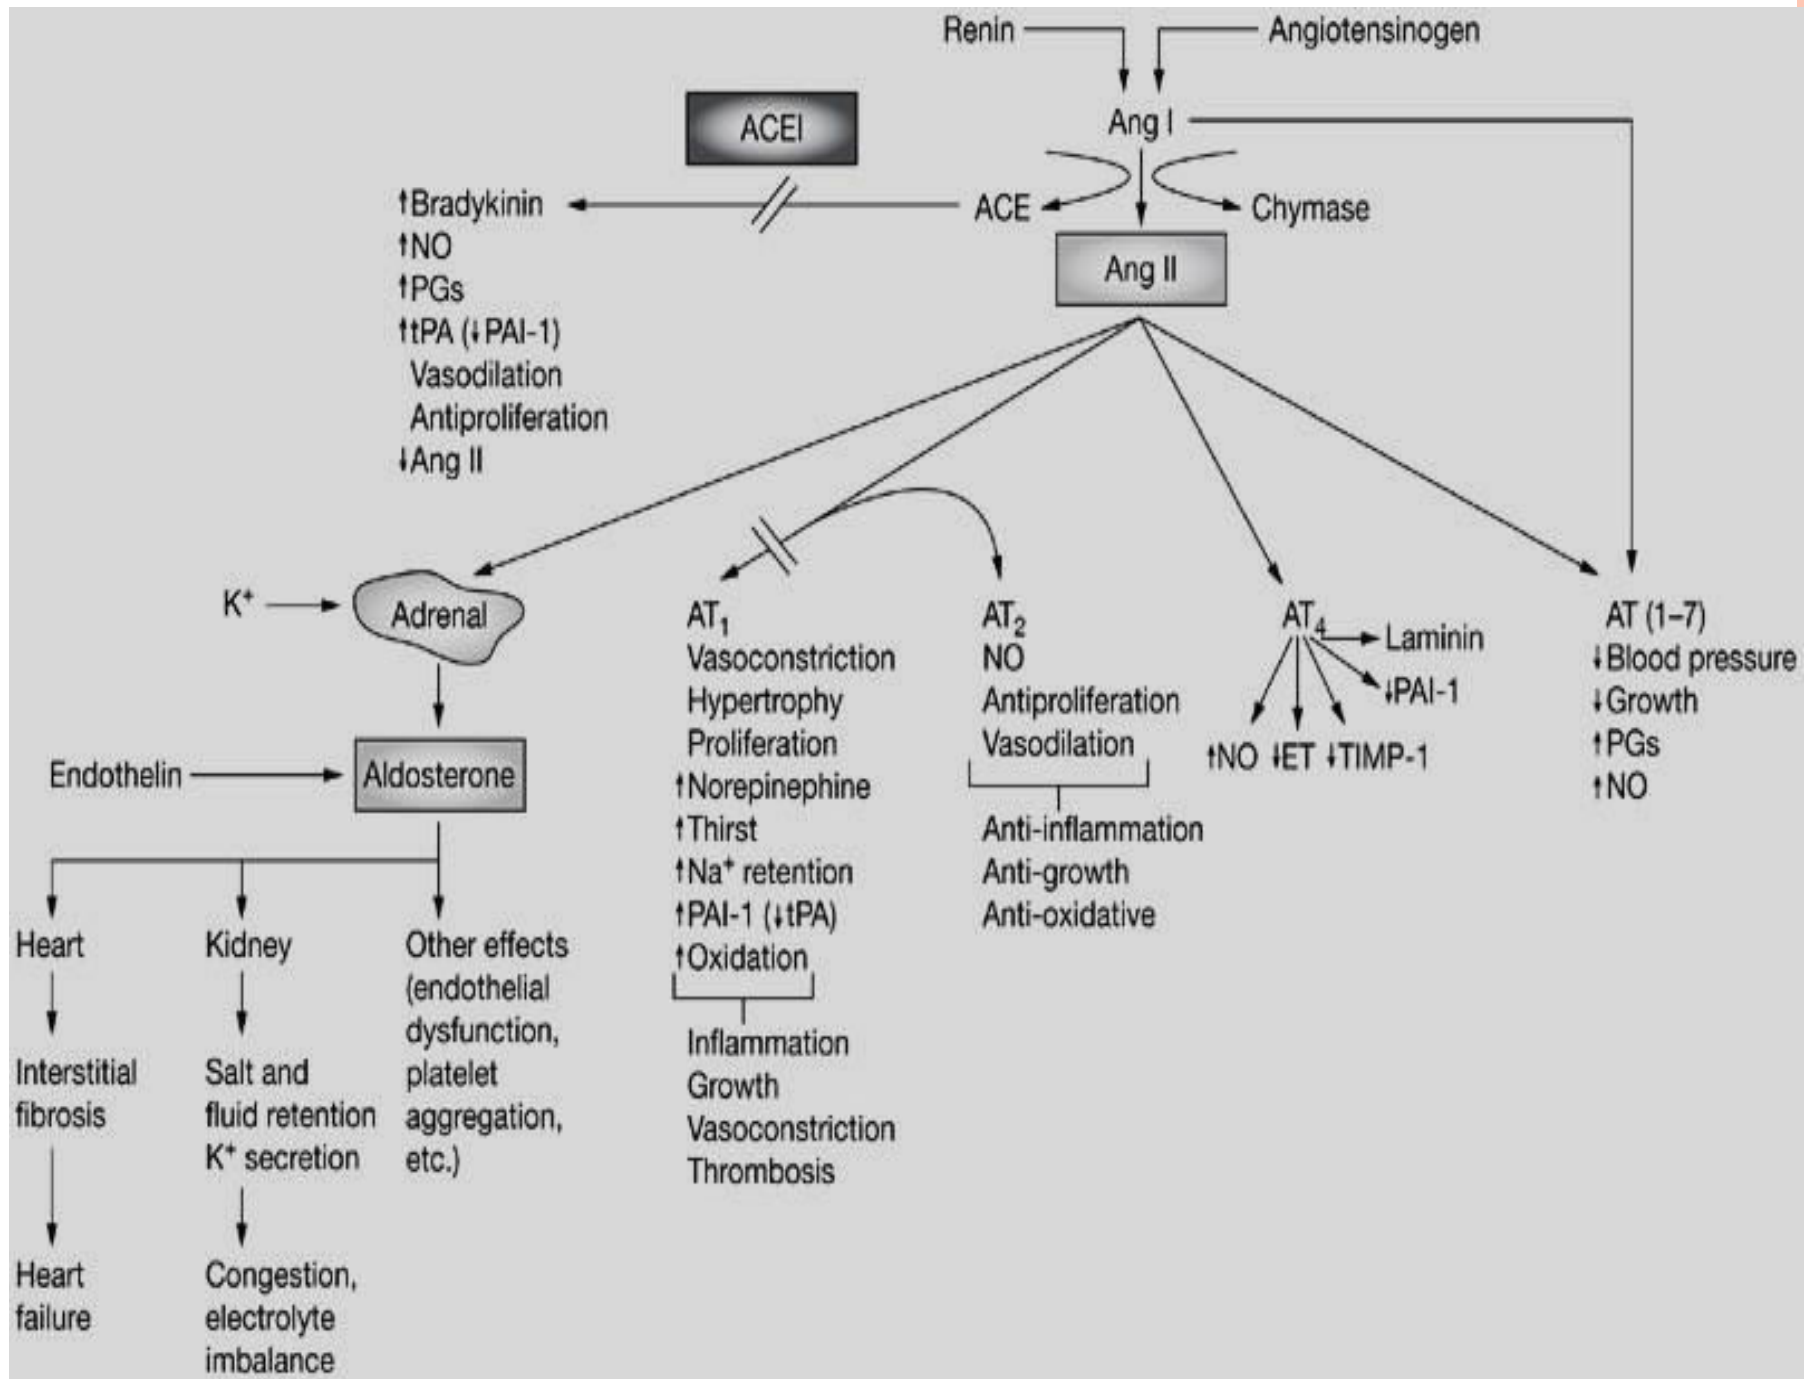 Renin
Angiotensinogen
Ang I
ACEI
↑Bradykinin
↑NO
↑PGs
↑tPA (↓PAI-1)
Vasodilation
Antiproliferation
↓Ang II
ACE
Chymase
Ang II
K⁺
Adrenal
Endothelin
Aldosterone
Heart
Interstitial
fibrosis
Heart
failure
Kidney
Salt and
fluid retention
K⁺ secretion
Congestion,
electrolyte
imbalance
Other effects
(endothelial
dysfunction,
platelet
aggregation,
etc.)
AT₁
Vasoconstriction
Hypertrophy
Proliferation
↑Norepinephine
↑Thirst
↑Na⁺ retention
↑PAI-1 (↓tPA)
↑Oxidation
Inflammation
Growth
Vasoconstriction
Thrombosis
AT₂
NO
Antiproliferation
Vasodilation
Anti-inflammation
Anti-growth
Anti-oxidative
AT₄
Laminin
↓PAI-1
↑NO ↓ET ↓TIMP-1
AT (1–7)
↓Blood pressure
↓Growth
↑PGs
↑NO